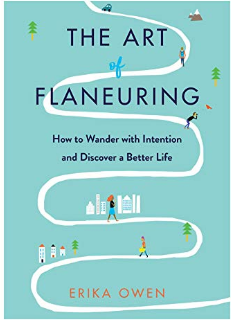 THE ART
of
FLANEURING
How to Wander with Intention
and Discover a Better Life
ERIKA OWEN